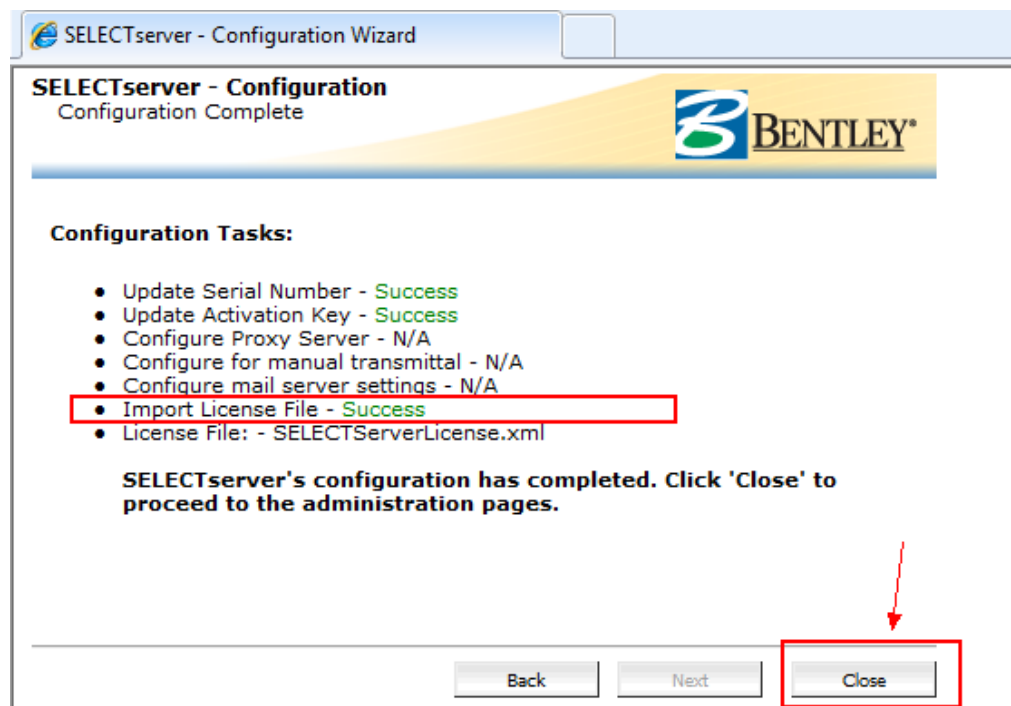 SELECTserver - Configuration Wizard
SELECTserver - Configuration
Configuration Complete
BENTLEY®
Configuration Tasks:
• Update Serial Number - Success
• Update Activation Key - Success
• Configure Proxy Server - N/A
• Configure for manual transmittal - N/A
• Configure mail server settings - N/A
• Import License File - Success
• License File: - SELECTServerLicense.xml
SELECTserver's configuration has completed. Click 'Close' to
proceed to the administration pages.
Back Next Close